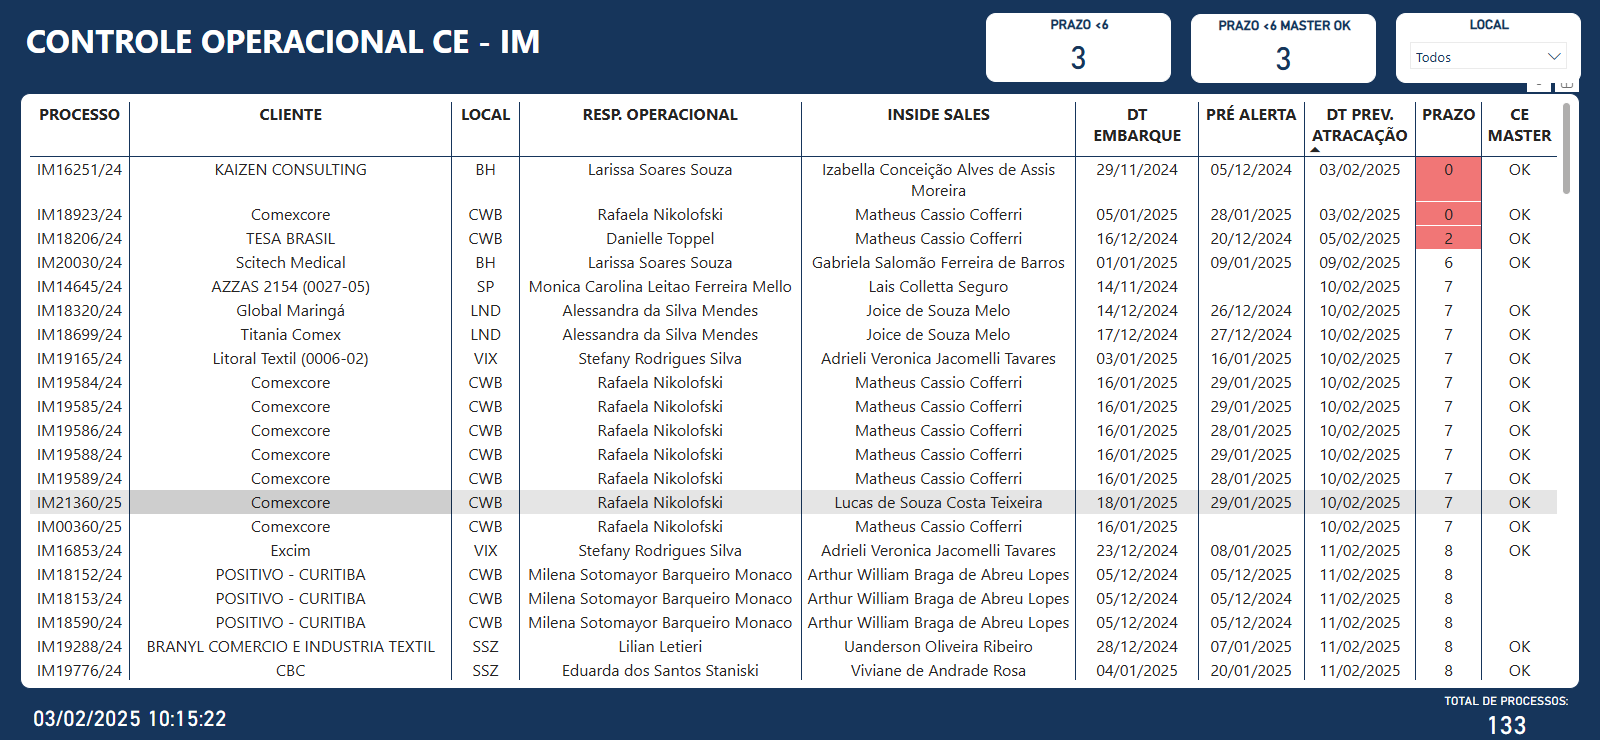 CONTROLE OPERACIONAL CE - IM
PRAZO <6
3
PRAZO <6 MASTER OK
3
LOCAL
Todos
PROCESSO CLIENTE LOCAL RESP. OPERACIONAL INSIDE SALES DT EMBARQUE PRÉ ALERTA DT PREV. ATRACAÇÃO PRAZO CE MASTER
IM16251/24 KAIZEN CONSULTING BH Larissa Soares Souza Izabella Conceição Alves de Assis Moreira 29/11/2024 05/12/2024 03/02/2025 0 OK
IM18923/24 Comexcore CWB Rafaela Nikolofski Matheus Cassio Cofferri 05/01/2025 28/01/2025 03/02/2025 0 OK
IM18206/24 TESA BRASIL CWB Danielle Toppel Matheus Cassio Cofferri 16/12/2024 20/12/2024 05/02/2025 2 OK
IM20030/24 Scitech Medical BH Larissa Soares Souza Gabriela Salomão Ferreira de Barros 01/01/2025 09/01/2025 09/02/2025 6 OK
IM14645/24 AZZAS 2154 (0027-05) SP Monica Carolina Leitao Ferreira Mello Lais Colletta Seguro 14/11/2024 10/02/2025 7
IM18320/24 Global Maringá LND Alessandra da Silva Mendes Joice de Souza Melo 14/12/2024 26/12/2024 10/02/2025 7 OK
IM18699/24 Titania Comex LND Alessandra da Silva Mendes Joice de Souza Melo 17/12/2024 27/12/2024 10/02/2025 7 OK
IM19165/24 Litoral Textil (0006-02) VIX Stefany Rodrigues Silva Adrieli Veronica Jacomelli Tavares 03/01/2025 16/01/2025 10/02/2025 7 OK
IM19584/24 Comexcore CWB Rafaela Nikolofski Matheus Cassio Cofferri 16/01/2025 29/01/2025 10/02/2025 7 OK
IM19585/24 Comexcore CWB Rafaela Nikolofski Matheus Cassio Cofferri 16/01/2025 29/01/2025 10/02/2025 7 OK
IM19586/24 Comexcore CWB Rafaela Nikolofski Matheus Cassio Cofferri 16/01/2025 28/01/2025 10/02/2025 7 OK
IM19588/24 Comexcore CWB Rafaela Nikolofski Matheus Cassio Cofferri 16/01/2025 29/01/2025 10/02/2025 7 OK
IM19589/24 Comexcore CWB Rafaela Nikolofski Matheus Cassio Cofferri 16/01/2025 28/01/2025 10/02/2025 7 OK
IM21360/25 Comexcore CWB Rafaela Nikolofski Lucas de Souza Costa Teixeira 18/01/2025 29/01/2025 10/02/2025 7 OK
IM00360/25 Comexcore CWB Rafaela Nikolofski Matheus Cassio Cofferri 16/01/2025 10/02/2025 7 OK
IM16853/24 Excim VIX Stefany Rodrigues Silva Adrieli Veronica Jacomelli Tavares 23/12/2024 08/01/2025 11/02/2025 8 OK
IM18152/24 POSITIVO - CURITIBA CWB Milena Sotomayor Barqueiro Monaco Arthur William Braga de Abreu Lopes 05/12/2024 05/12/2025 11/02/2025 8
IM18153/24 POSITIVO - CURITIBA CWB Milena Sotomayor Barqueiro Monaco Arthur William Braga de Abreu Lopes 05/12/2024 05/12/2024 11/02/2025 8
IM18590/24 POSITIVO - CURITIBA CWB Milena Sotomayor Barqueiro Monaco Arthur William Braga de Abreu Lopes 05/12/2024 05/12/2024 11/02/2025 8
IM19288/24 BRANYL COMERCIO E INDUSTRIA TEXTIL SSZ Lilian Letieri Uanderson Oliveira Ribeiro 28/12/2024 07/01/2025 11/02/2025 8 OK
IM19776/24 CBC SSZ Eduarda dos Santos Staniski Viviane de Andrade Rosa 04/01/2025 20/01/2025 11/02/2025 8 OK
03/02/2025 10:15:22
TOTAL DE PROCESSOS:
133